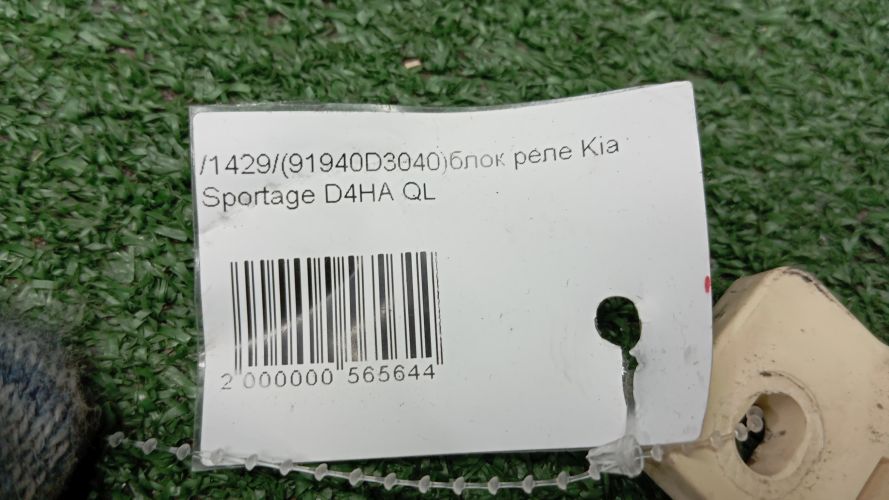 /1429/(91940D3040)блок реле Kia
Sportage D4HA QL
2 000000 565644